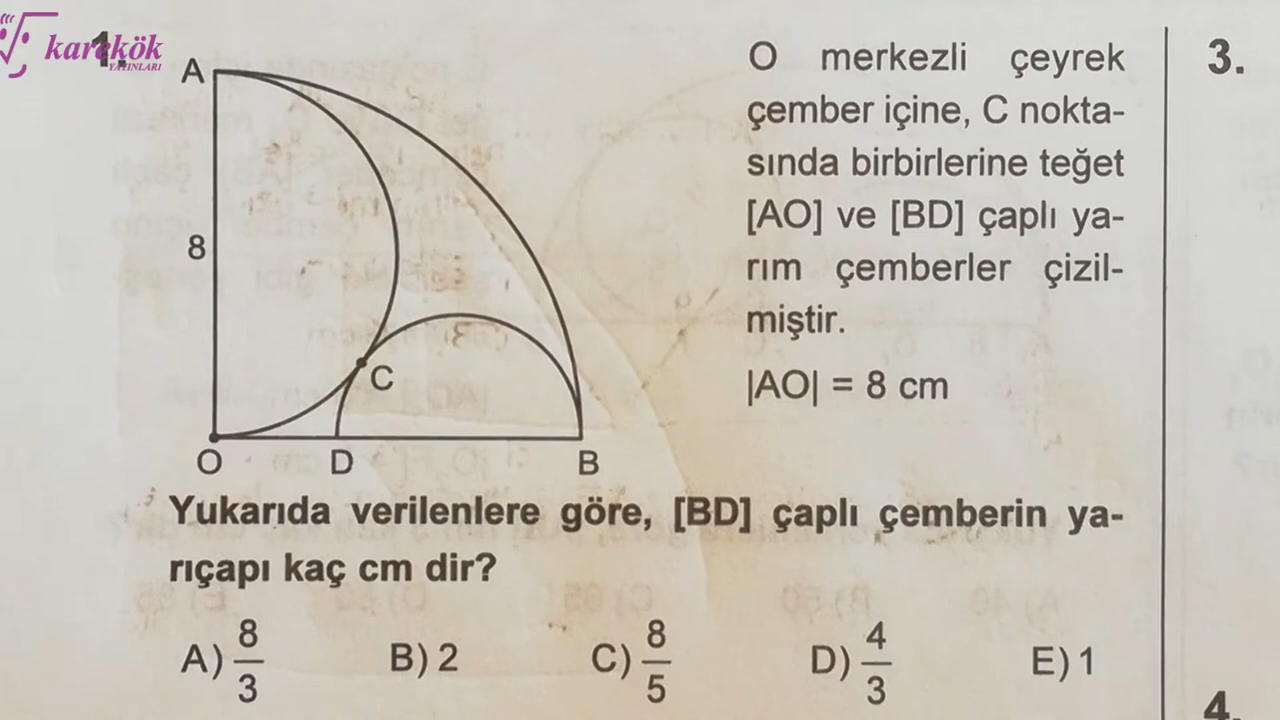 karekök
YAYINLARI
1.
A
8
C
O
D
B
O merkezli çeyrek
çember içine, C nokta-
sında birbirlerine teğet
[AO] ve [BD] çaplı ya-
rım çemberler çizil-
miştir.
|AO| = 8 cm
Yukarıda verilenlere göre, [BD] çaplı çemberin ya-
rıçapı kaç cm dir?
A) 8/3 B) 2 C) 8/5 D) 4/3 E) 1
3.
4.